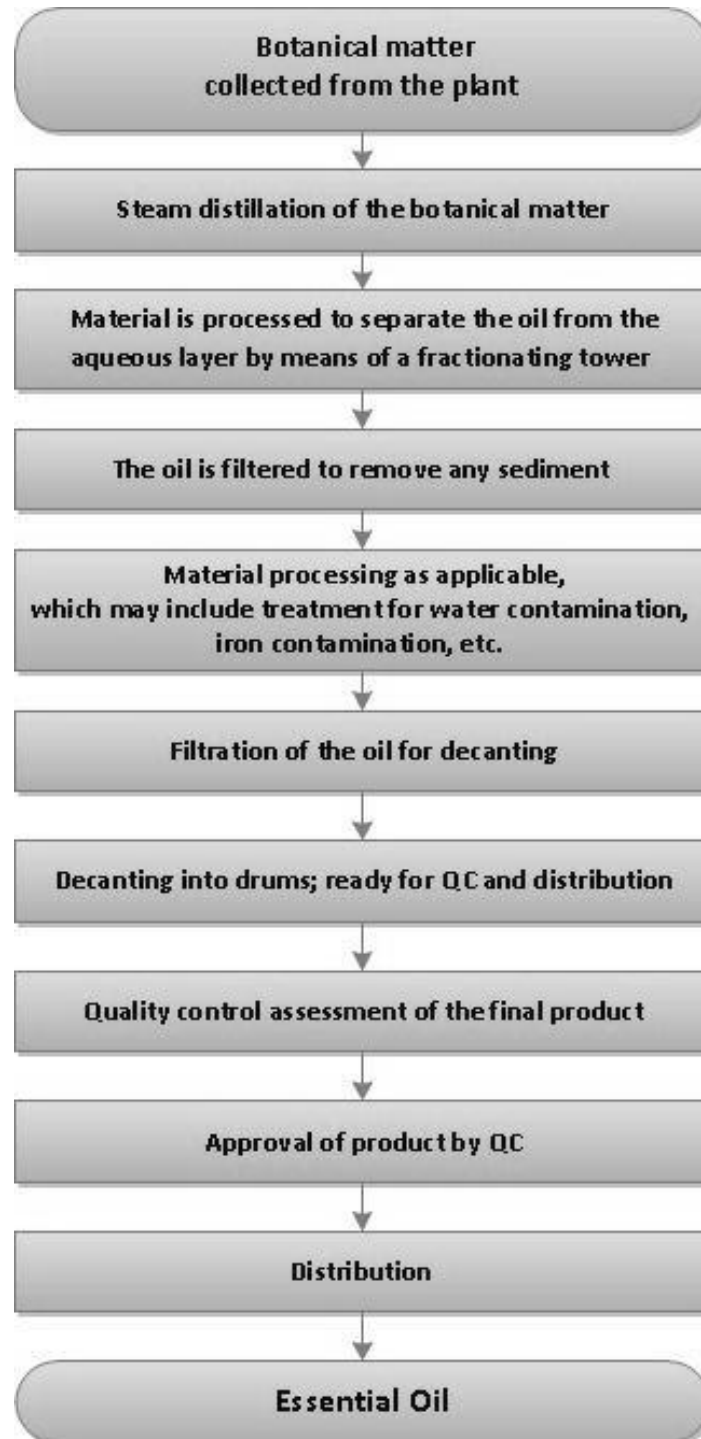 Botanical matter
collected from the plant
Steam distillation of the botanical matter
Material is processed to separate the oil from the
aqueous layer by means of a fractionating tower
The oil is filtered to remove any sediment
Material processing as applicable,
which may include treatment for water contamination,
iron contamination, etc.
Filtration of the oil for decanting
Decanting into drums; ready for QC and distribution
Quality control assessment of the final product
Approval of product by QC
Distribution
Essential Oil